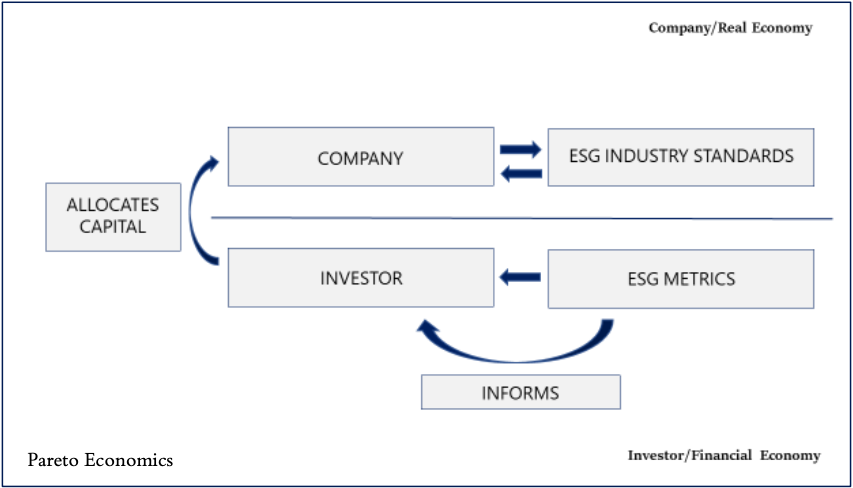 Company/Real Economy
COMPANY
ESG INDUSTRY STANDARDS
ALLOCATES
CAPITAL
INVESTOR
ESG METRICS
INFORMS
Pareto Economics
Investor/Financial Economy